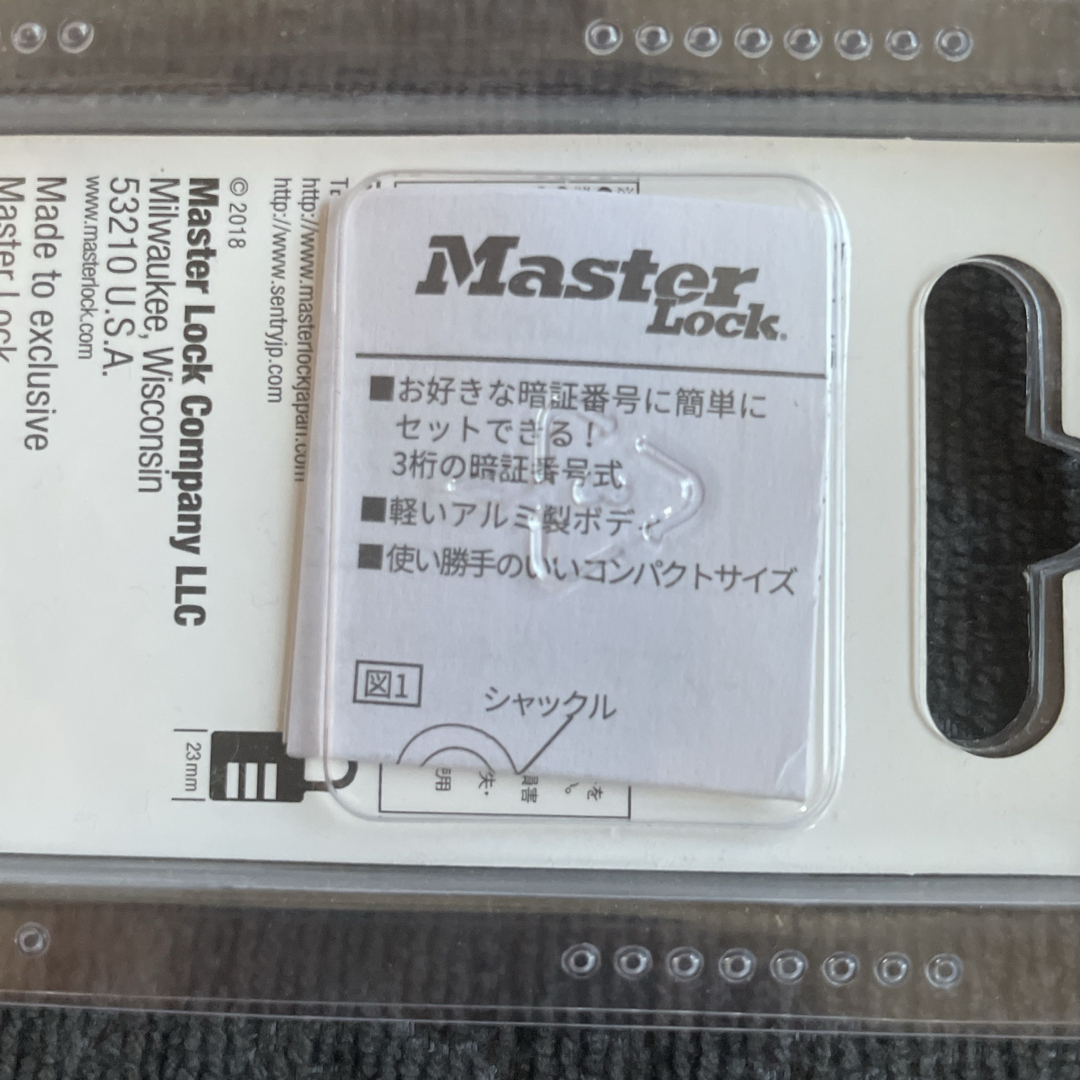 Master
Lock
■お好きな暗証番号に簡単に
セットできる！
3桁の暗証番号式
■軽いアルミ製ボディ
■使い勝手のいいコンパクトサイズ
図1
シャックル
http://www.masterlockjapan.com
http://www.sentryjp.com
© 2018
Master Lock Company LLC
Milwaukee, Wisconsin
53210 U.S.A.
www.masterlock.com
Made to exclusive
Master Lock
23mm